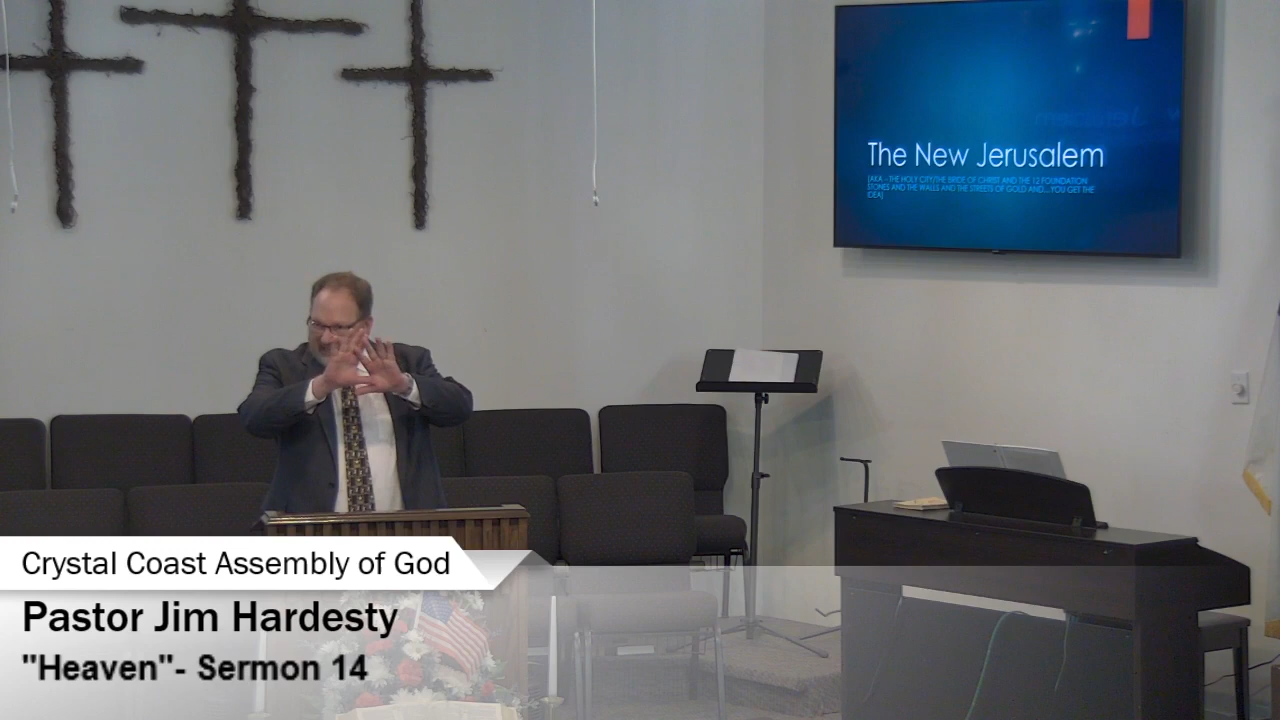 The New Jerusalem
(AKA - THE HOLY CITY/THE BRIDE OF CHRIST AND THE 12 FOUNDATION
STONES AND THE WALLS AND THE STREETS OF GOLD AND...YOU GET THE
IDEA)
Crystal Coast Assembly of God
Pastor Jim Hardesty
"Heaven"- Sermon 14